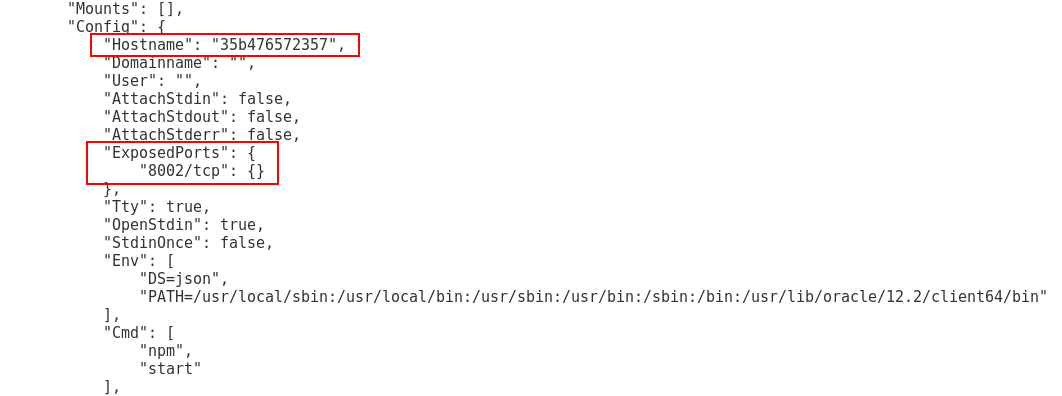 "Mounts": [],
"Config": {
"Hostname": "35b476572357",
"Domainname": "",
"User": "",
"AttachStdin": false,
"AttachStdout": false,
"AttachStderr": false,
"ExposedPorts": {
"8002/tcp": {}
},
"Tty": true,
"OpenStdin": true,
"StdinOnce": false,
"Env": [
"DS=json",
"PATH=/usr/local/sbin:/usr/local/bin:/usr/sbin:/usr/bin:/sbin:/bin:/usr/lib/oracle/12.2/client64/bin"
],
"Cmd": [
"npm",
"start"
],